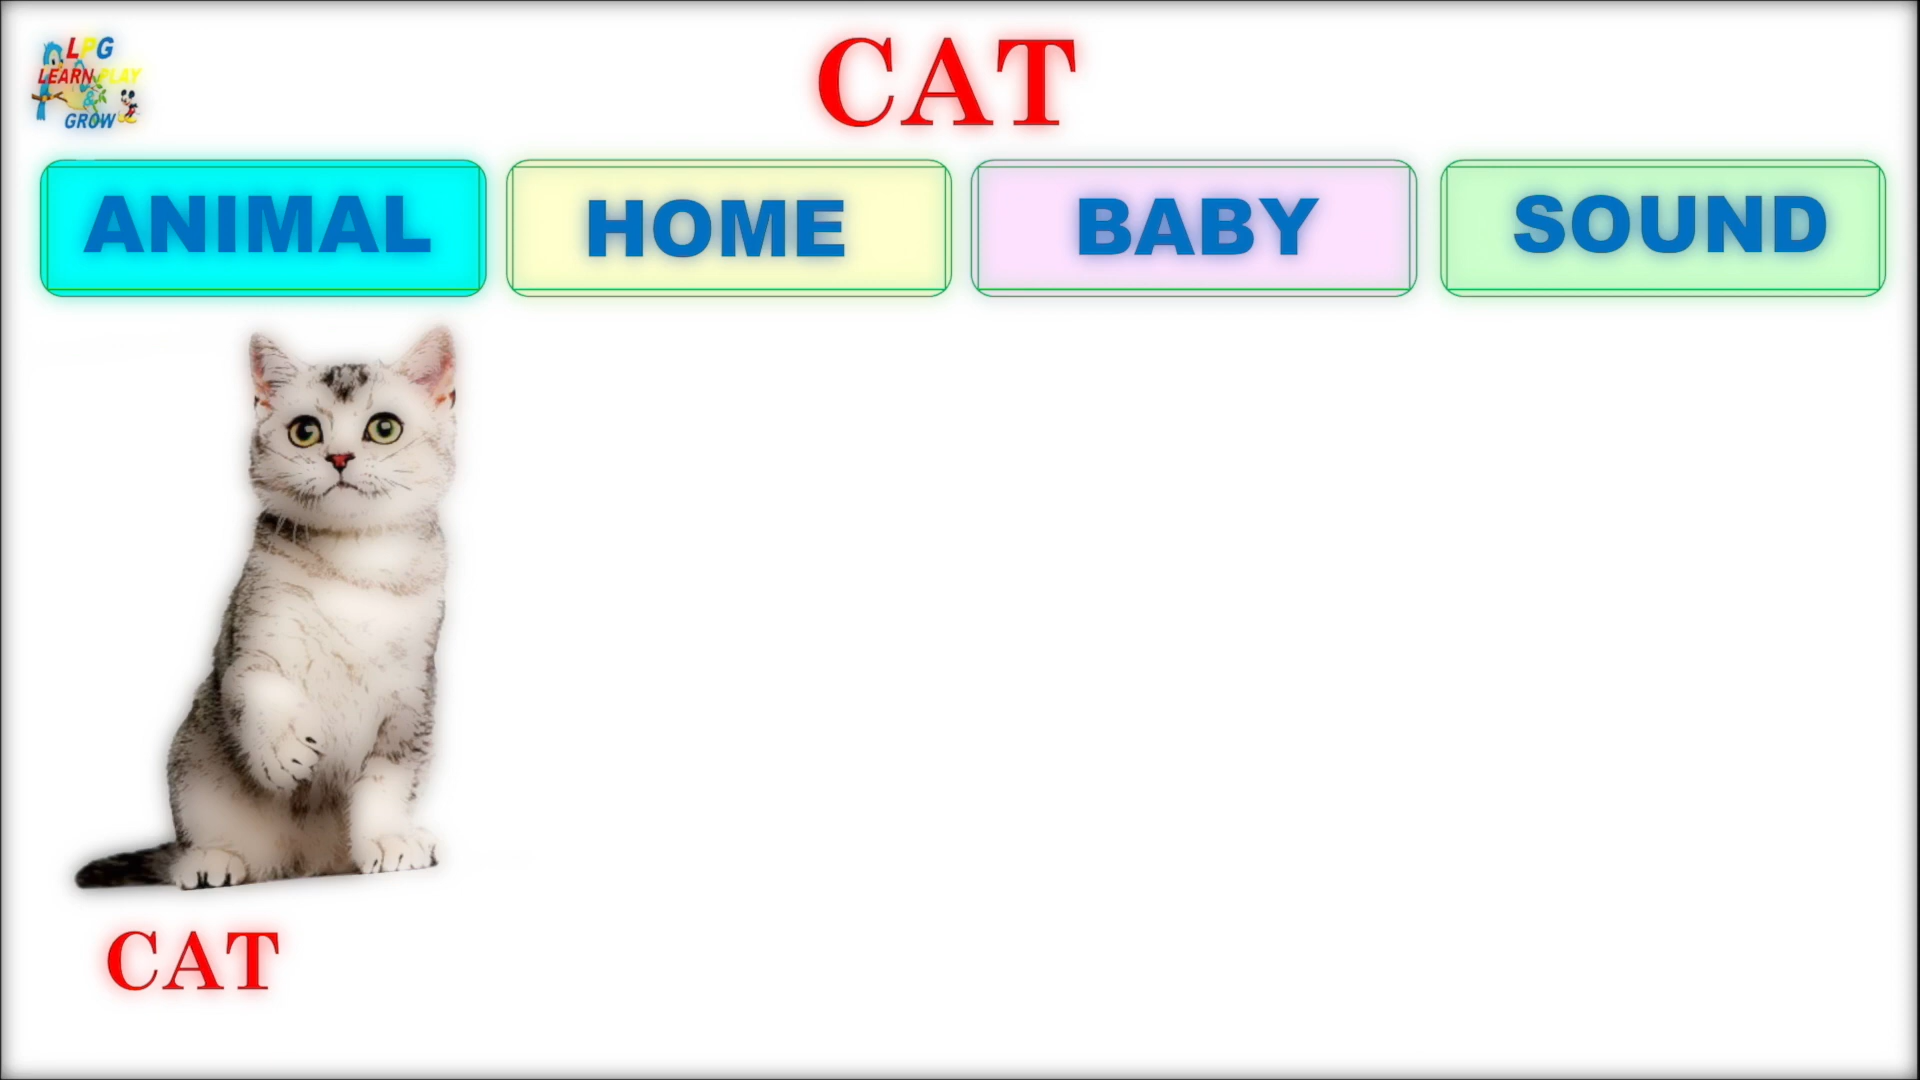 LPG
LEARN PLAY
&
GROW
CAT
ANIMAL
HOME
BABY
SOUND
CAT